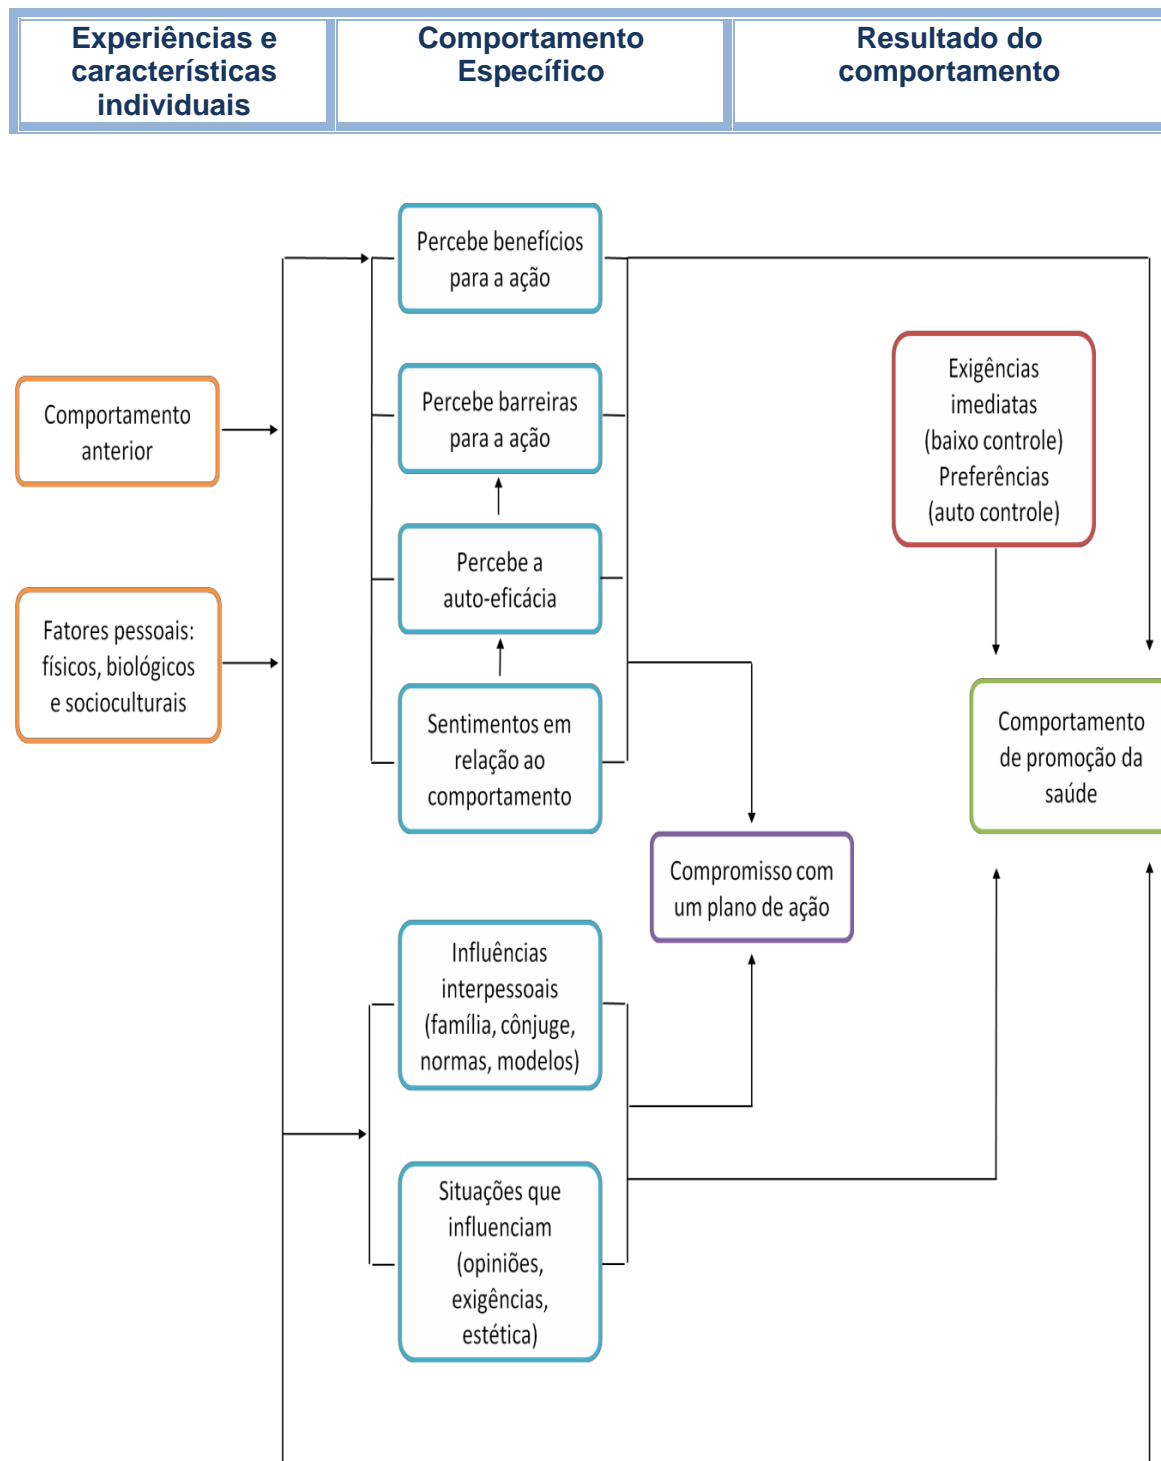 Experiências e
características
individuais
Comportamento
Específico
Resultado do
comportamento
Percebe benefícios
para a ação
Percebe barreiras
para a ação
Percebe a
auto-eficácia
Sentimentos em
relação ao
comportamento
Comportamento
anterior
Fatores pessoais:
físicos, biológicos
e socioculturais
Exigências
imediatas
(baixo controle)
Preferências
(auto controle)
Comportamento
de promoção da
saúde
Compromisso com
um plano de ação
Influências
interpessoais
(família, cônjuge,
normas, modelos)
Situações que
influenciam
(opiniões,
exigências,
estética)